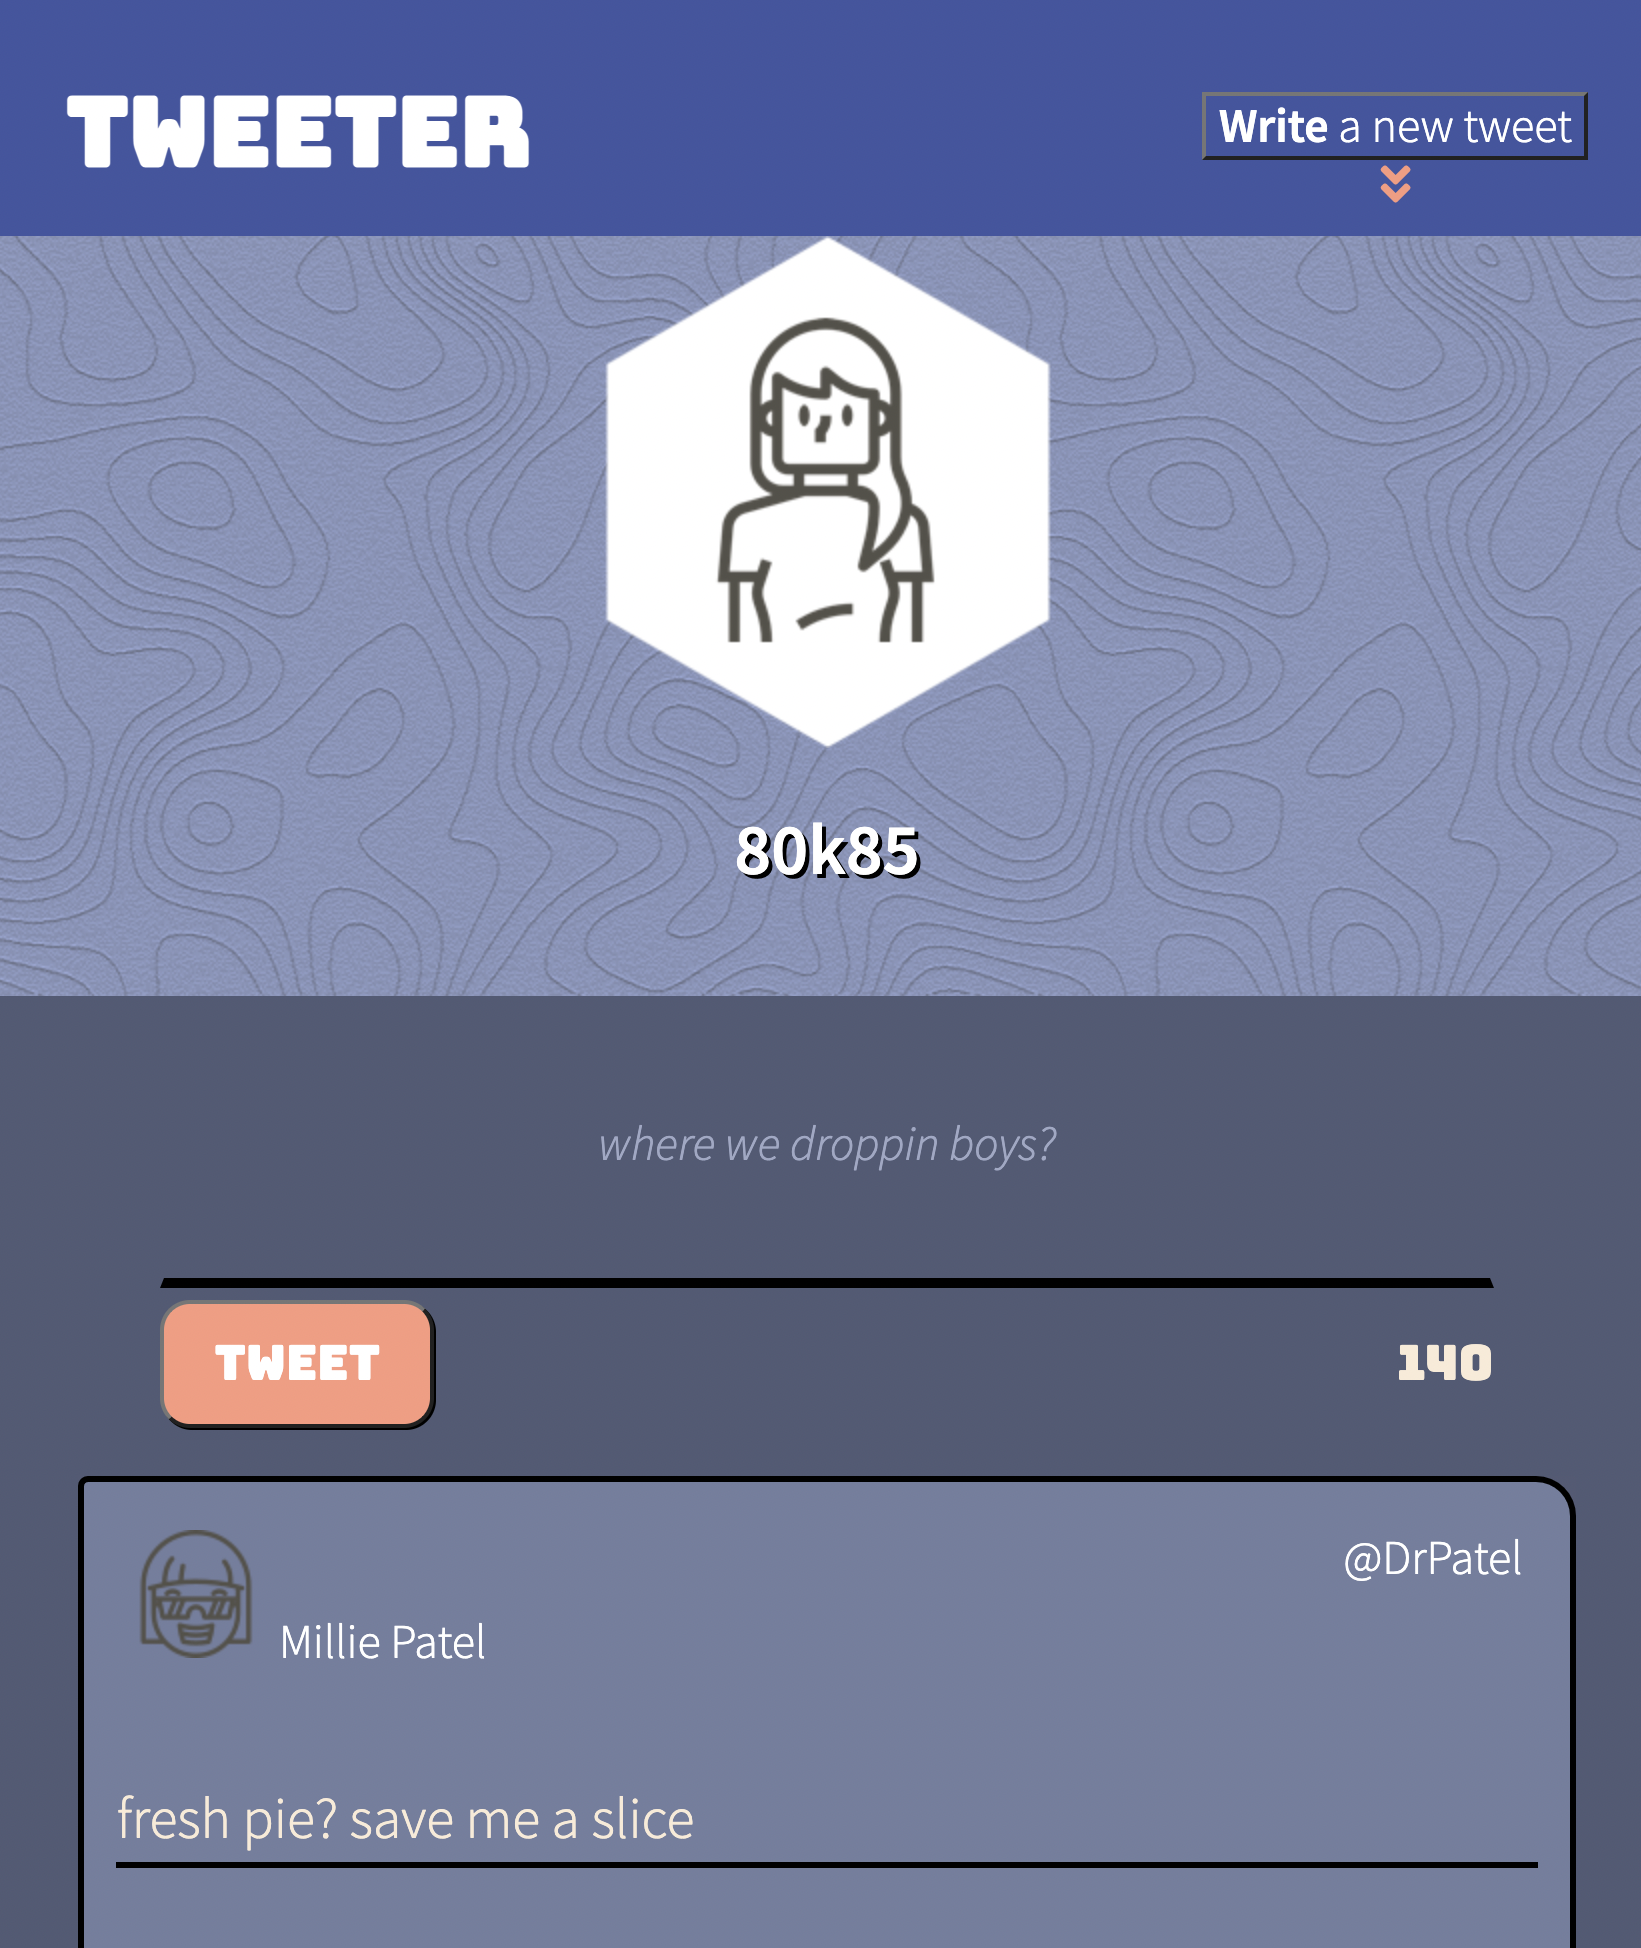 TWEETER
Write a new tweet
80k85
where we droppin boys?
TWEET
140
@DrPatel
Millie Patel
fresh pie? save me a slice